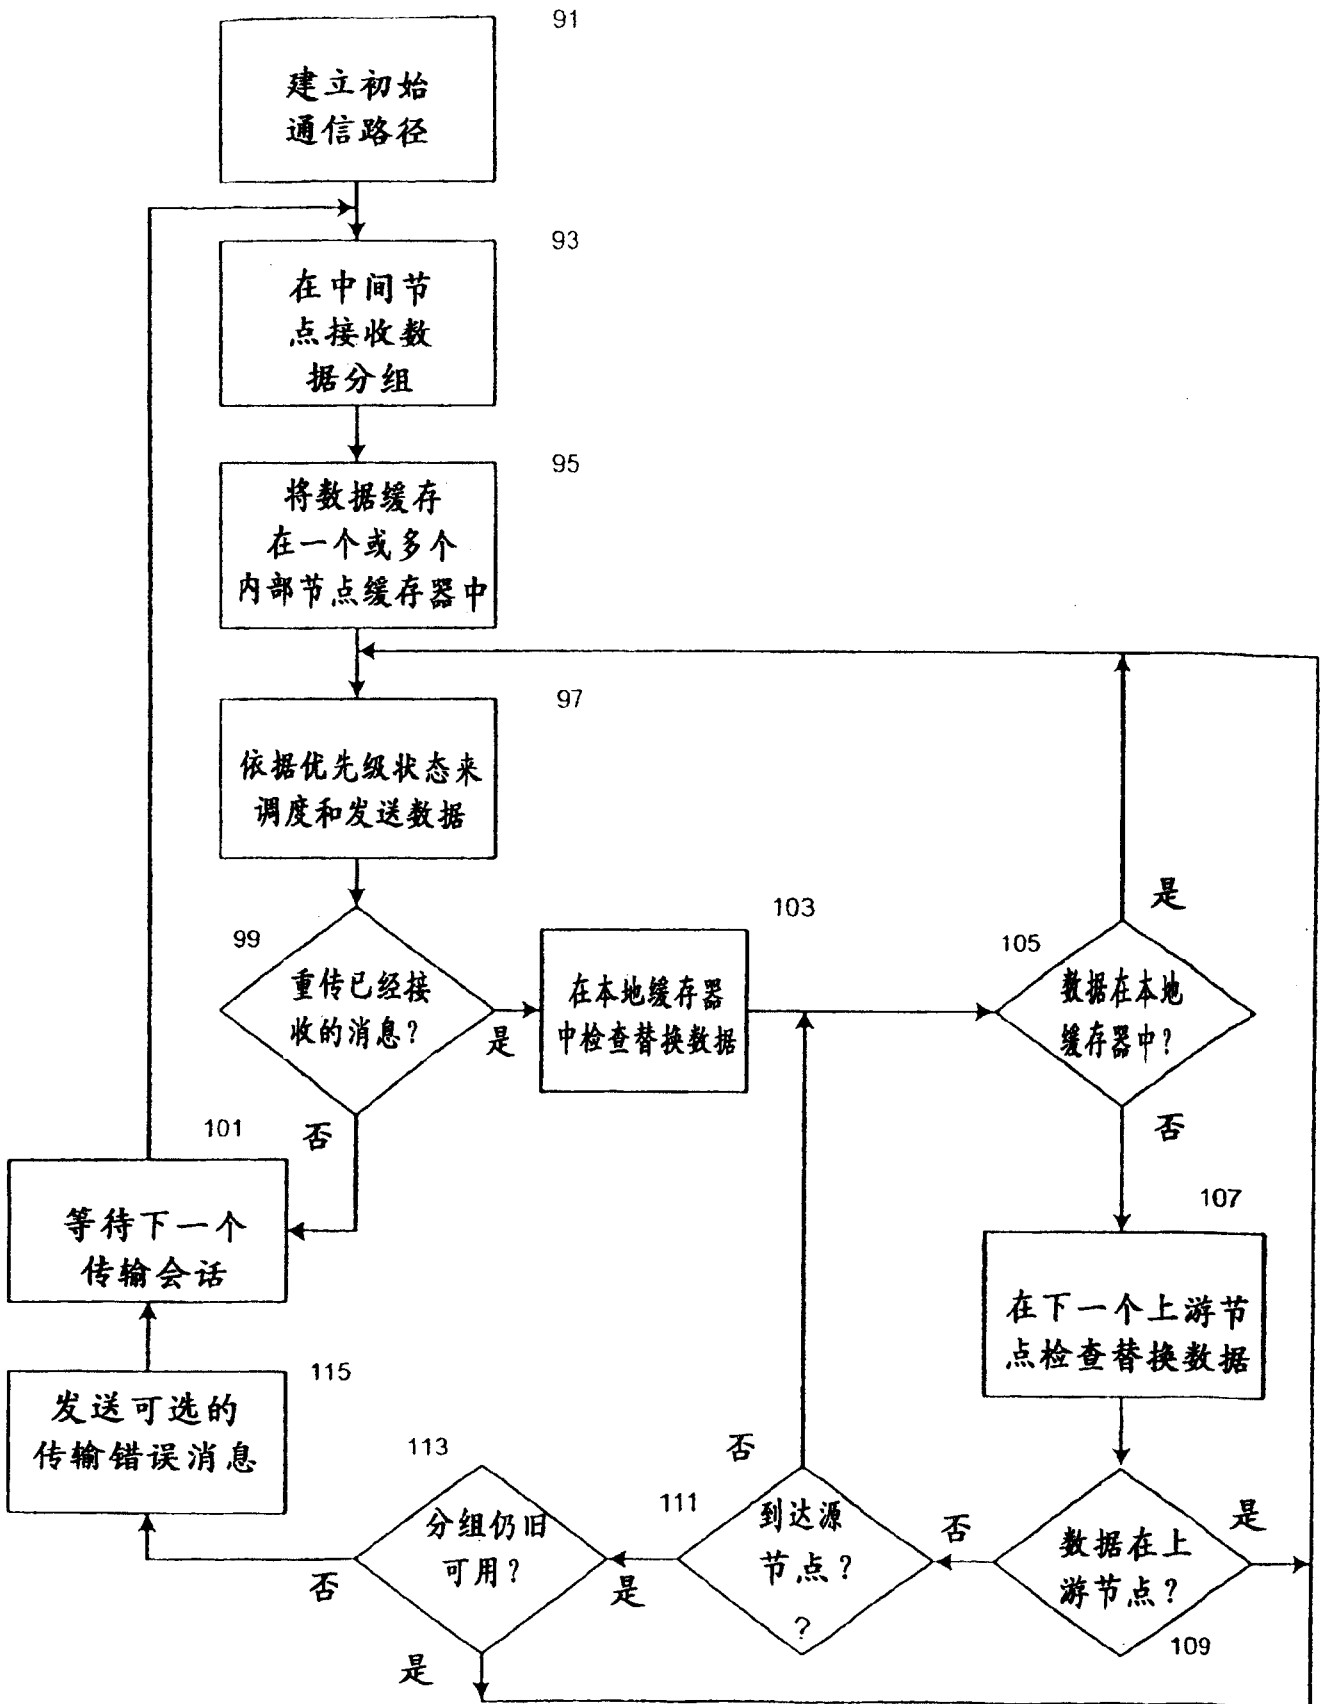 91
建立初始
通信路径
93
在中间节
点接收数
据分组
95
将数据缓存
在一个或多个
内部节点缓存器中
97
依据优先级状态来
调度和发送数据
99
重传已经接
收的消息？
是
否
103
在本地缓存器
中检查替换数据
105
数据在本地
缓存器中？
是
否
101
等待下一个
传输会话
107
在下一个上游节
点检查替换数据
115
发送可选的
传输错误消息
113
分组仍旧
可用？
否
是
111
到达源
节点？
?
否
是
数据在上
游节点？
109
否
是